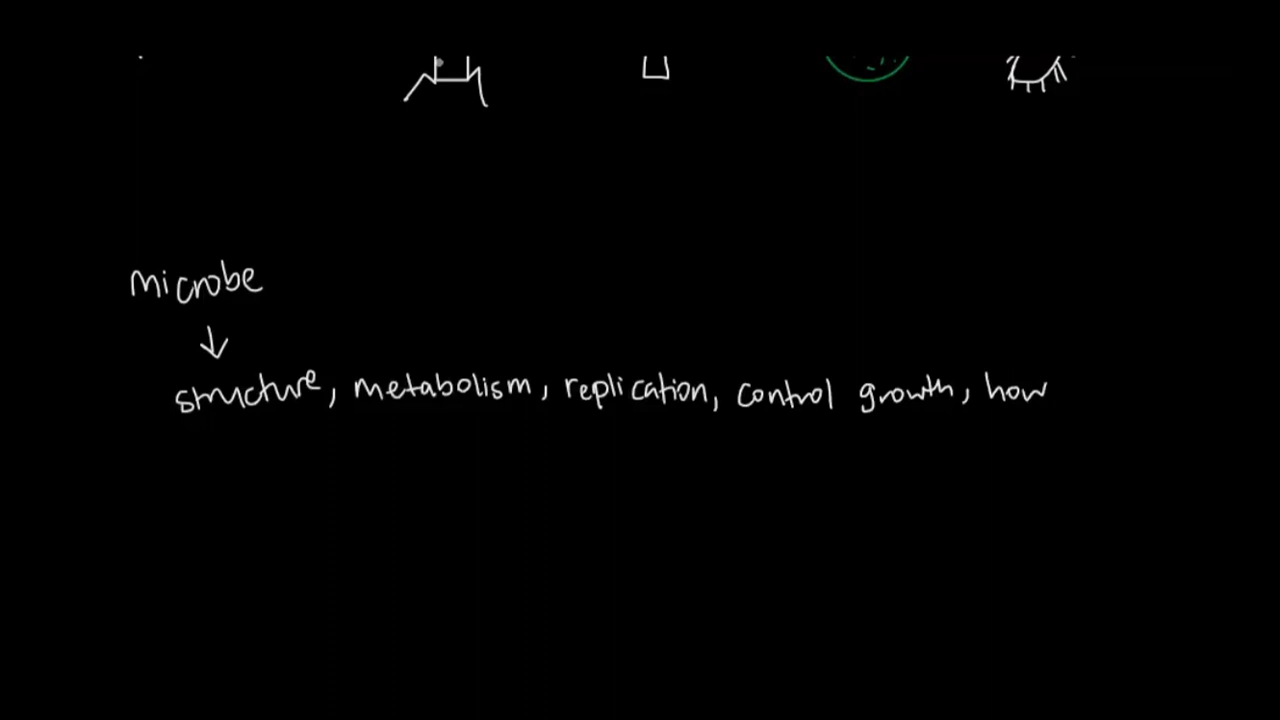 Microbe
structure, metabolism, replication, control growth, how